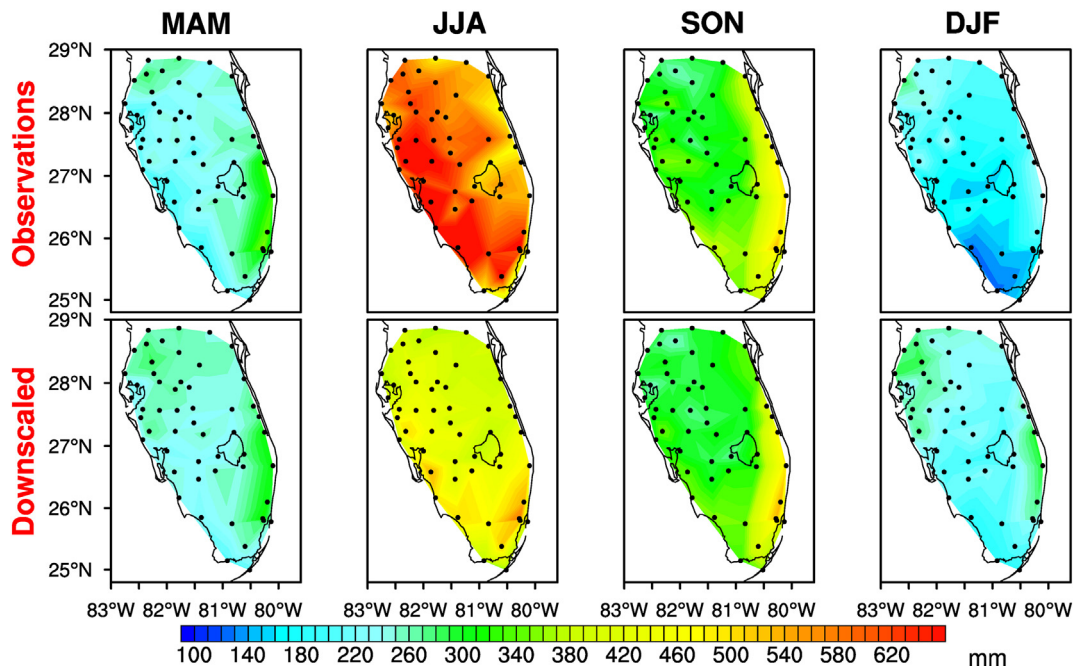 MAM JJA SON DJF
Observations
29°N
28°N
27°N
26°N
25°N
Downscaled
29°N
28°N
27°N
26°N
25°N
83°W 82°W 81°W 80°W 83°W 82°W 81°W 80°W 83°W 82°W 81°W 80°W 83°W 82°W 81°W 80°W
100 140 180 220 260 300 340 380 420 460 500 540 580 620 mm